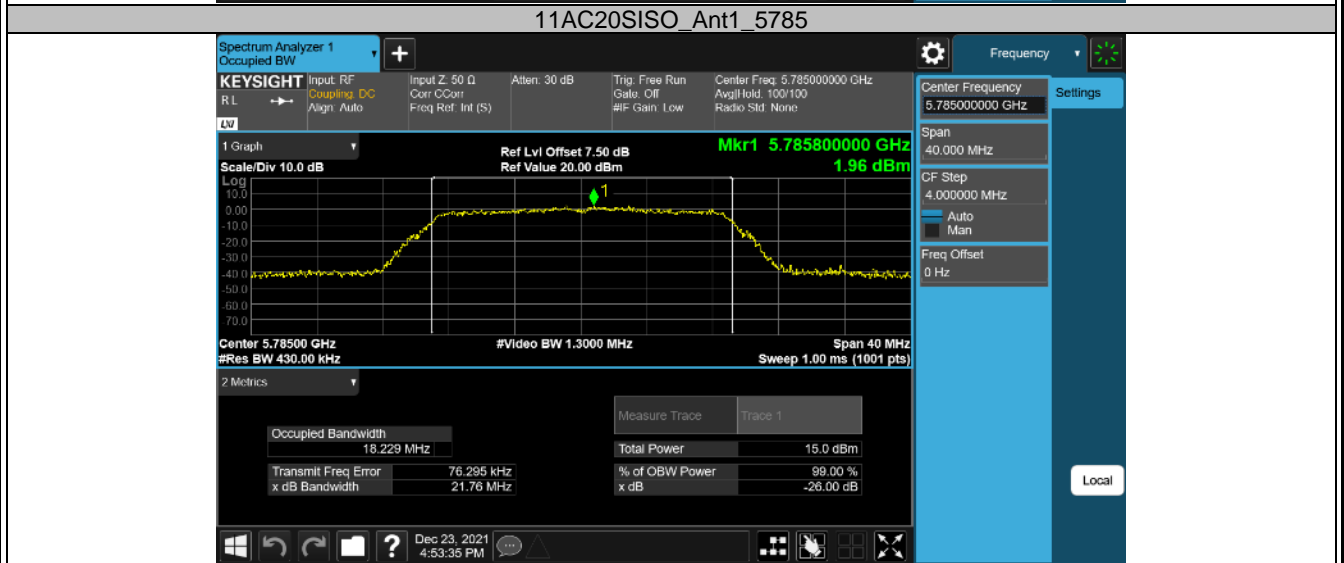 11AC20SISO_Ant1_5785
Spectrum Analyzer 1
Occupied BW
+
Frequency
KEYSIGHT
R L
LXI
Input: RF
Coupling: DC
Align: Auto
Input Z: 50 Ω
Corr CCorr
Freq Ref: Int (S)
Atten: 30 dB
Trig: Free Run
Gate: Off
#IF Gain: Low
Center Freq: 5.785000000 GHz
Avg|Hold: 100/100
Radio Std: None
Center Frequency
5.785000000 GHz
Settings
Span
40.000 MHz
CF Step
4.000000 MHz
Auto
Man
Freq Offset
0 Hz
Local
1 Graph
Scale/Div 10.0 dB
Ref Lvl Offset 7.50 dB
Ref Value 20.00 dBm
Mkr1 5.785800000 GHz
1.96 dBm
Log
10.0
0.00
-10.0
-20.0
-30.0
-40.0
-50.0
-60.0
70.0
1
Center 5.78500 GHz
#Video BW 1.3000 MHz
Span 40 MHz
#Res BW 430.00 kHz
Sweep 1.00 ms (1001 pts)
2 Metrics
Measure Trace Trace 1
Occupied Bandwidth
18.229 MHz
Total Power 15.0 dBm
Transmit Freq Error 76.295 kHz
% of OBW Power 99.00 %
x dB Bandwidth 21.76 MHz
x dB -26.00 dB
?
Dec 23, 2021
4:53:35 PM